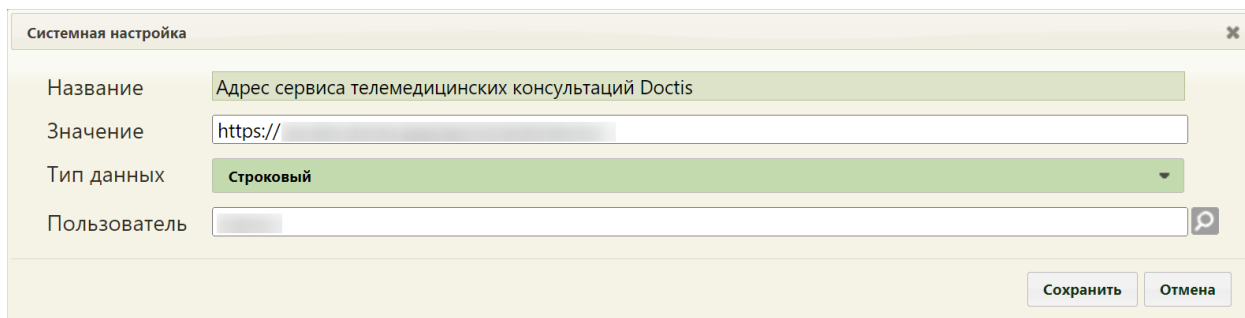 Системная настройка
Название Адрес сервиса телемедицинских консультаций Doctis
Значение https://
Тип данных Строковый
Пользователь
Сохранить Отмена